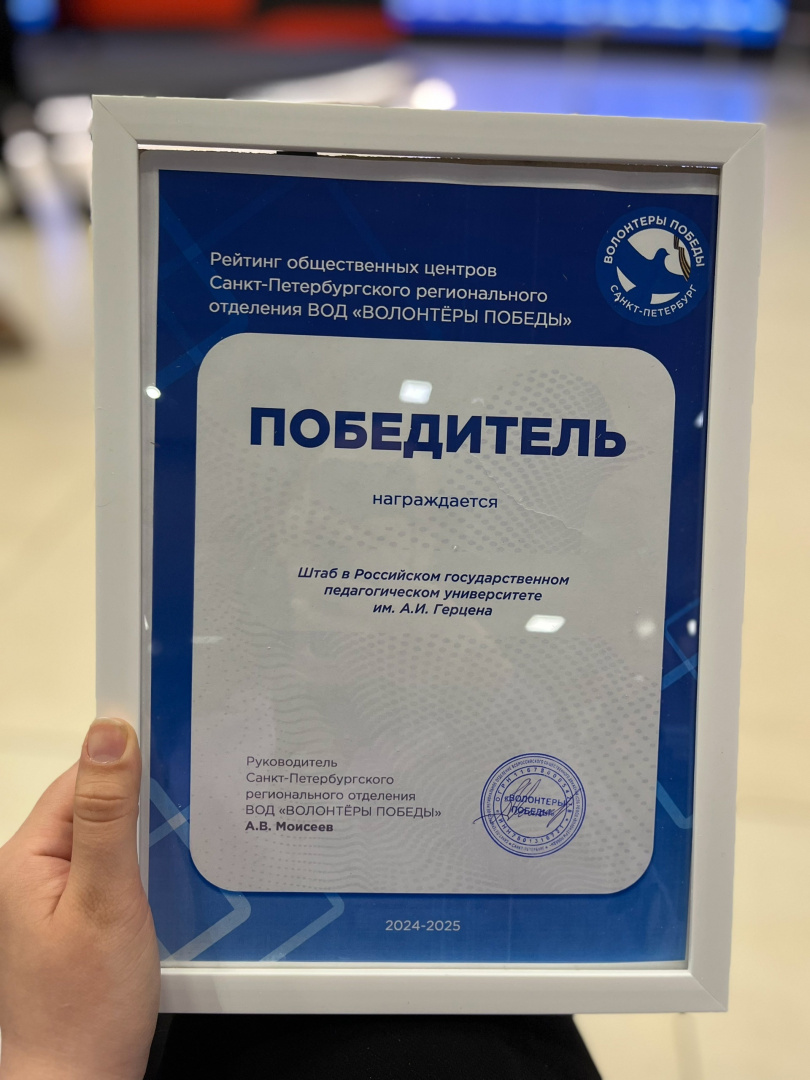 Рейтинг общественных центров
Санкт-Петербургского регионального
отделения ВОД «ВОЛОНТЁРЫ ПОБЕДЫ»
ВОЛОНТЕРЫ ПОБЕДЫ
САНКТ-ПЕТЕРБУРГ
ПОБЕДИТЕЛЬ
награждается
Штаб в Российском государственном
педагогическом университете
им. А.И. Герцена
Руководитель
Санкт-Петербургского
регионального отделения
ВОД «ВОЛОНТЁРЫ ПОБЕДЫ»
А.В. Моисеев
«ВОЛОНТЕРЫ
ПОБЕДЫ»
2024-2025